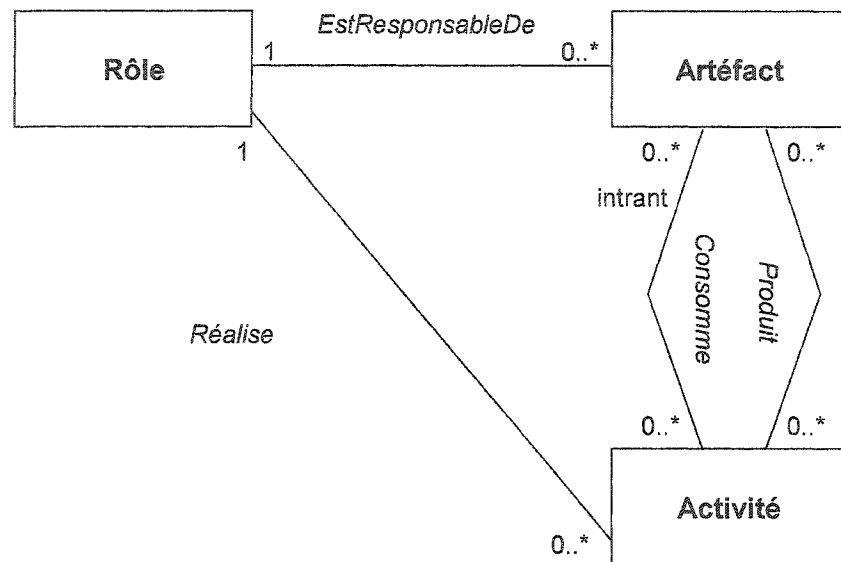 EstResponsableDe
1
0..*
Rôle
Artéfact
1
0..*
0..*
intrant
Consomme
Produit
Réalise
0..*
0..*
Activité
0..*